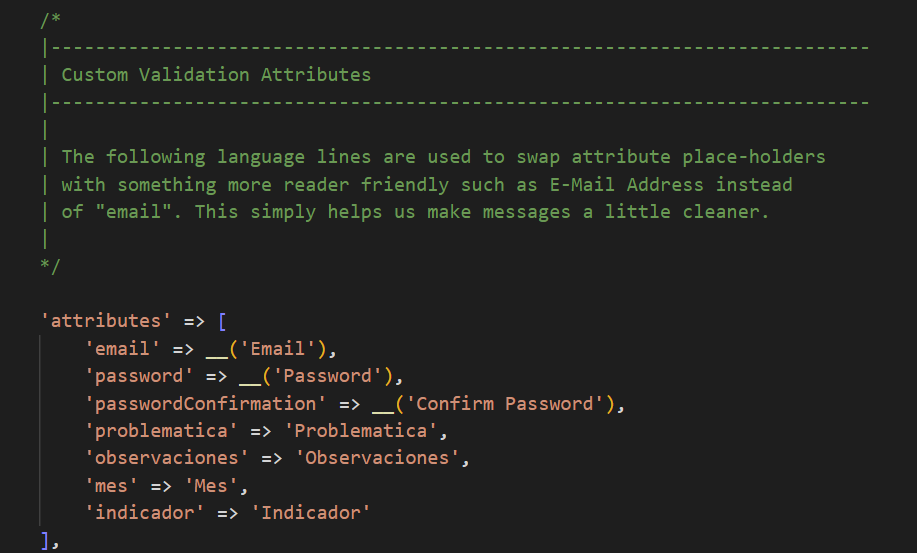 /*
|--------------------------------------------------------------------------
| Custom Validation Attributes
|--------------------------------------------------------------------------
|
| The following language lines are used to swap attribute place-holders
| with something more reader friendly such as E-Mail Address instead
| of "email". This simply helps us make messages a little cleaner.
|
*/
'attributes' => [
'email' => __('Email'),
'password' => __('Password'),
'passwordConfirmation' => __('Confirm Password'),
'problematica' => 'Problematica',
'observaciones' => 'Observaciones',
'mes' => 'Mes',
'indicador' => 'Indicador'
],